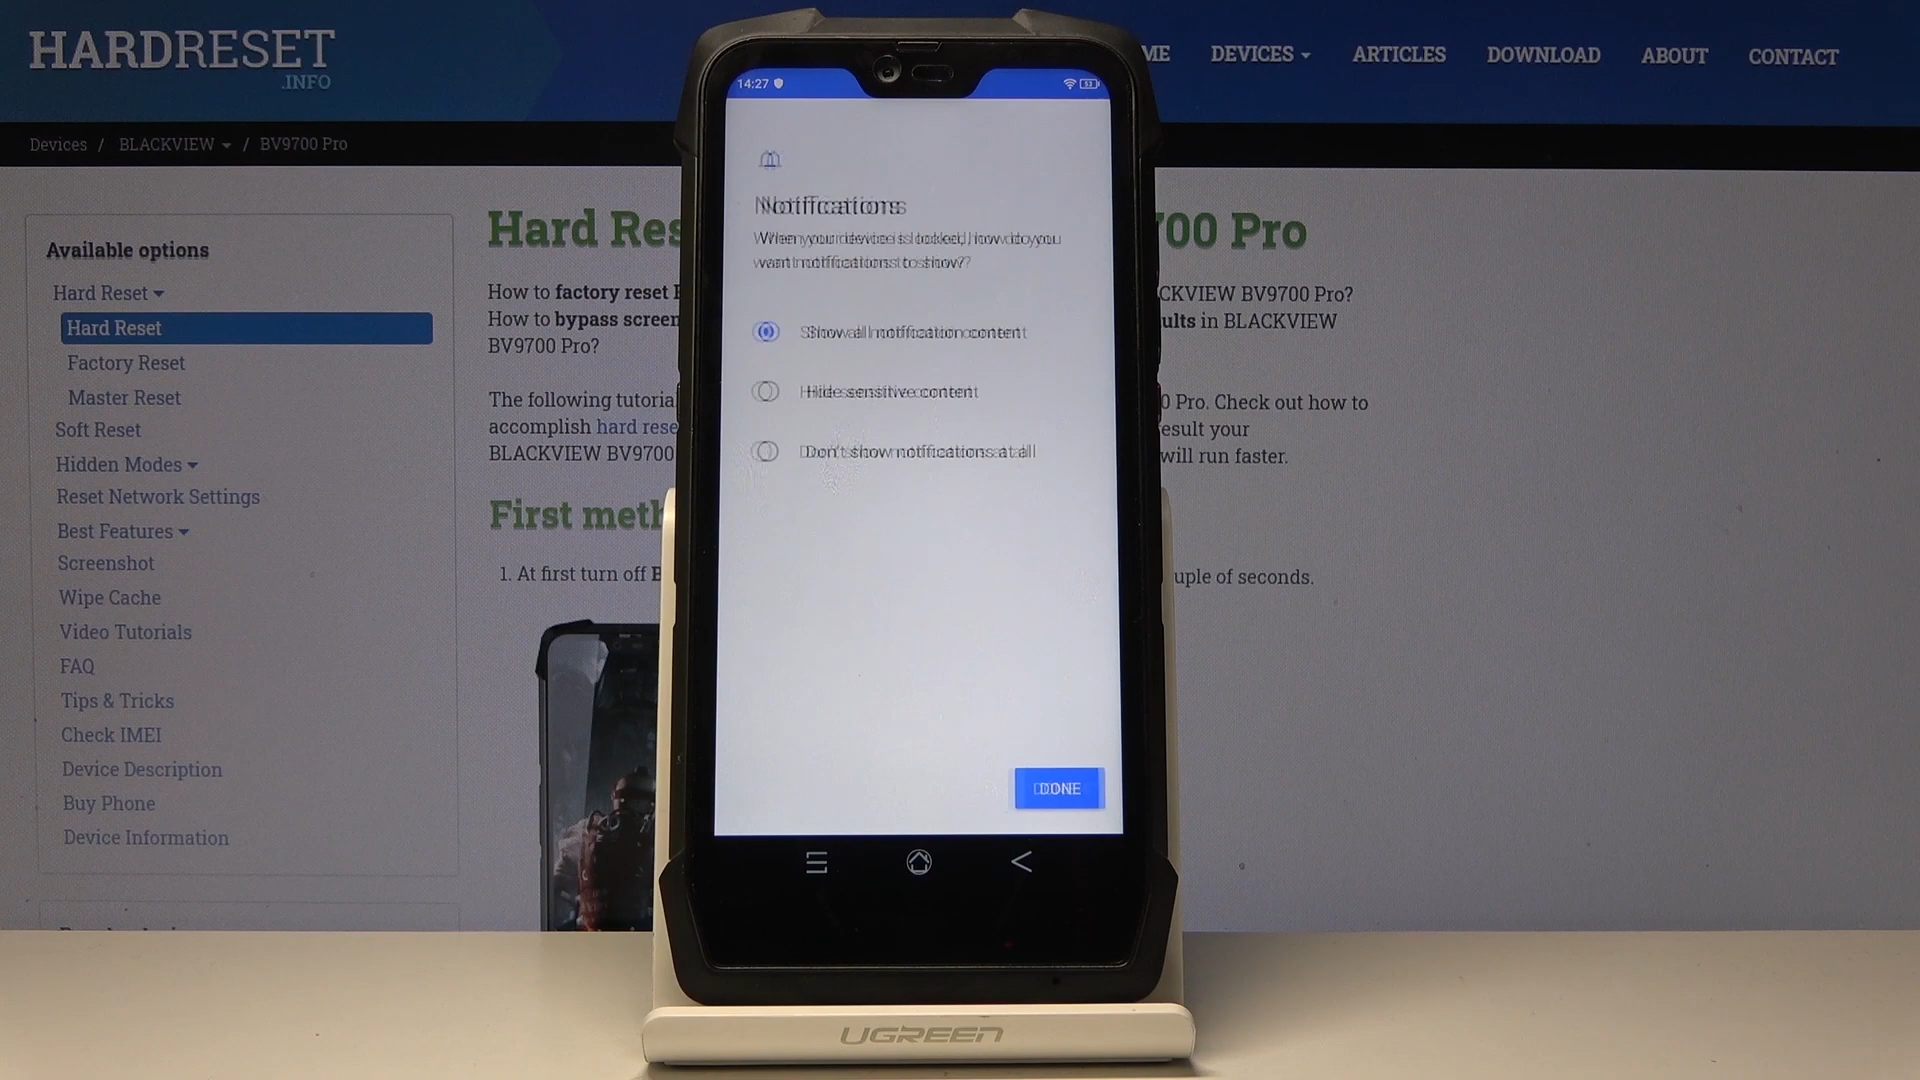 HARDRESET
.INFO
ME DEVICES ARTICLES DOWNLOAD ABOUT CONTACT
Devices / BLACKVIEW / BV9700 Pro
Available options
Hard Reset
Hard Reset
Factory Reset
Master Reset
Soft Reset
Hidden Modes
Reset Network Settings
Best Features
Screenshot
Wipe Cache
Video Tutorials
FAQ
Tips & Tricks
Check IMEI
Device Description
Buy Phone
Device Information
Hard Res 700 Pro
How to factory reset CKVIEW BV9700 Pro?
How to bypass screen ults in BLACKVIEW
BV9700 Pro?
The following tutoria 0 Pro. Check out how to
accomplish hard rese esult your
BLACKVIEW BV9700 will run faster.
First meth
1. At first turn off B uple of seconds.
14:27 53
Notifications
When your device is locked, how do you
want notifications to show?
Show all notification content
Hide sensitive content
Don't show notifications at all
DONE
UGREEN